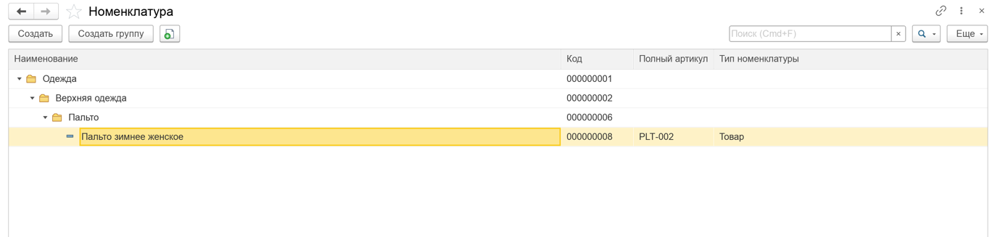 Номенклатура
Создать Создать группу Поиск (Cmd+F) × Еще
Наименование Код Полный артикул Тип номенклатуры
Одежда 000000001
Верхняя одежда 000000002
Пальто 000000006
Пальто зимнее женское 000000008 PLT-002 Товар